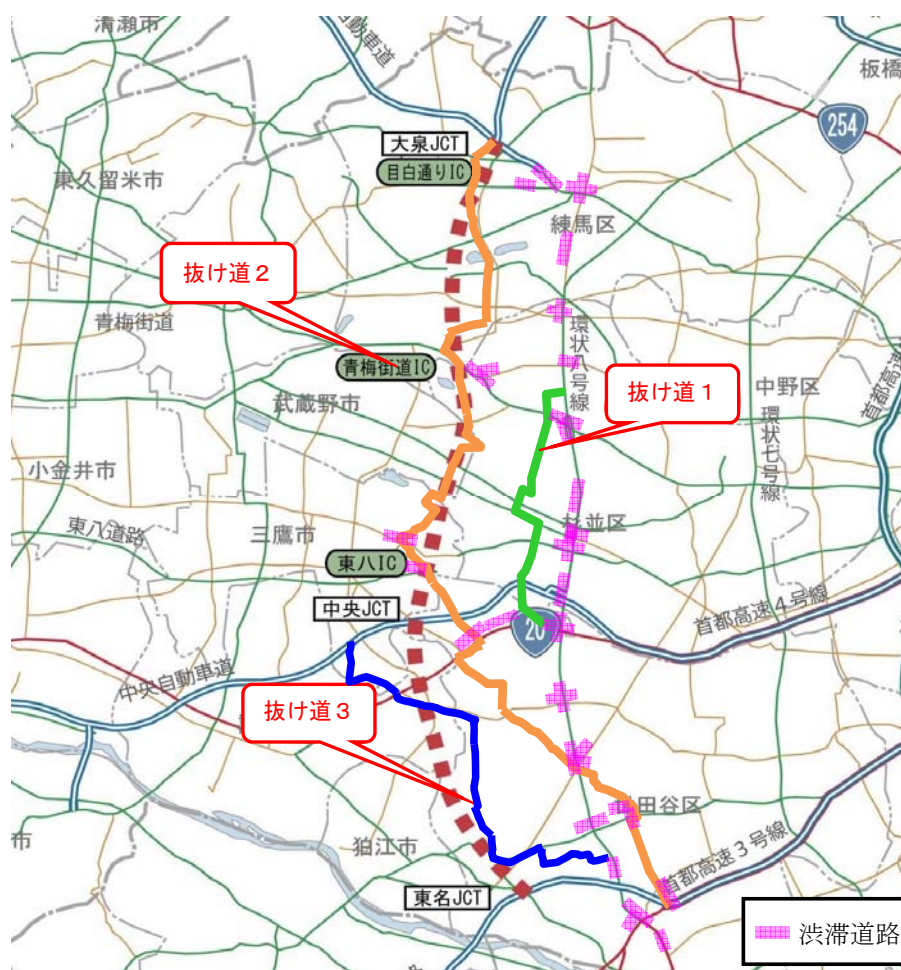 清瀬市
自動車道
板橋
大泉JCT
254
目白通りIC
東久留米市
練馬区
抜け道2
青梅街道
環状八号線
青梅街道IC
抜け道1
中野区
首都高速
武蔵野市
環状七号線
小金井市
東八道路
三鷹市
杉並区
東八IC
中央JCT
20
首都高速4号線
中央自動車道
抜け道3
田谷区
市
狛江市
首都高速3号線
東名JCT
渋滞道路